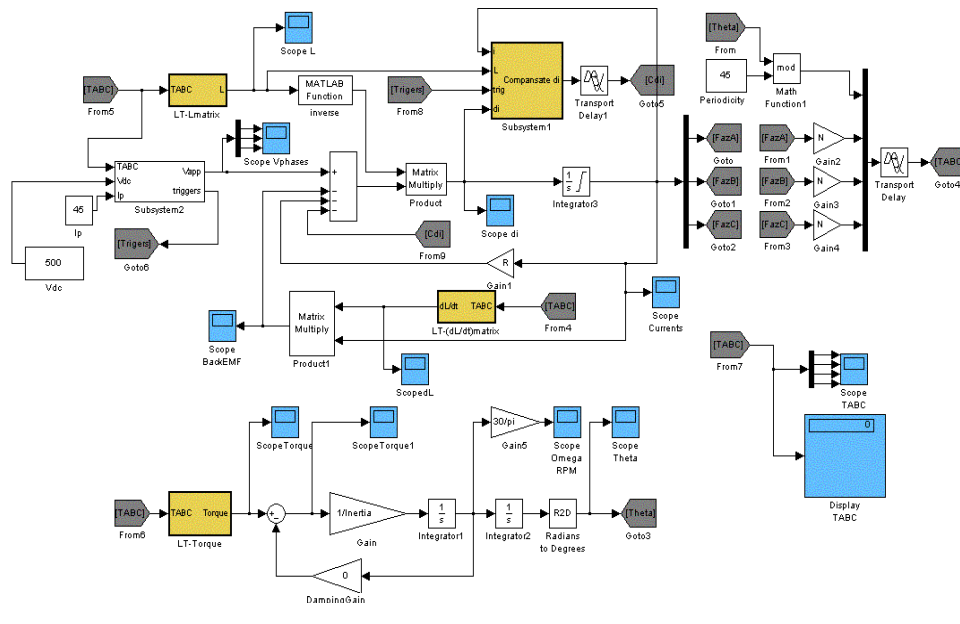 Scope L
[TABC]
From5
TABC
L
LT-Lmatrix
MATLAB
Function
inverse
[Trigers]
From8
i
L
trig
di
Compansate di
Subsystem1
Transport
Delay1
[Cdi]
Goto5
[Theta]
From
45
Periodicity
mod
Math
Function1
Scope Vphases
TABC
Vdc
Ip
Vapp
triggers
Subsystem2
45
Ip
[Trigers]
Goto6
500
Vdc
+
−
−
−
Matrix
Multiply
Product
Scope di
1
s
Integrator3
[Cdi]
From9
R
Gain1
[FazA]
Goto
[FazB]
Goto1
[FazC]
Goto2
[FazA]
From1
[FazB]
From2
[FazC]
From3
N
Gain2
N
Gain3
N
Gain4
Transport
Delay
[TABC
Goto4
Scope
BackEMF
Matrix
Multiply
Product1
dL/dt
TABC
LT-(dL/dt)matrix
[TABC]
From4
ScopedL
Scope
Currents
[TABC]
From7
Scope
TABC
0
Display
TABC
ScopeTorque
ScopeTorque1
30/pi
Gain5
Scope
Omega
RPM
Scope
Theta
[TABC]
From6
TABC
Torque
LT-Torque
+
−
1/Inertia
Gain
1
s
Integrator1
1
s
Integrator2
R2D
Radians
to Degrees
[Theta]
Goto3
0
DampingGain